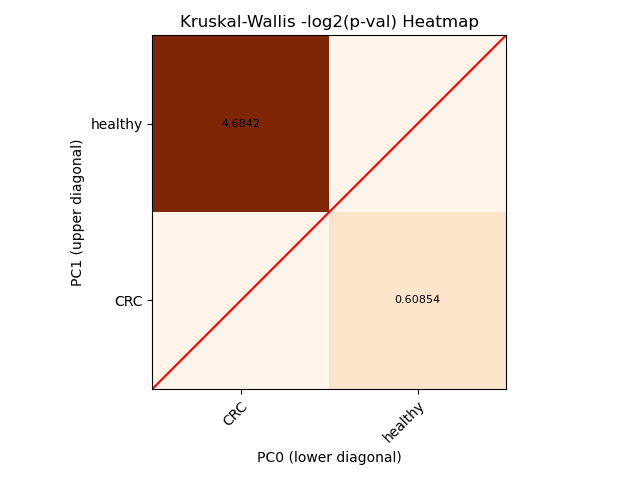 Kruskal-Wallis -log2(p-val) Heatmap
PC1 (upper diagonal)
healthy
4.6842
CRC
0.60854
CRC
healthy
PC0 (lower diagonal)